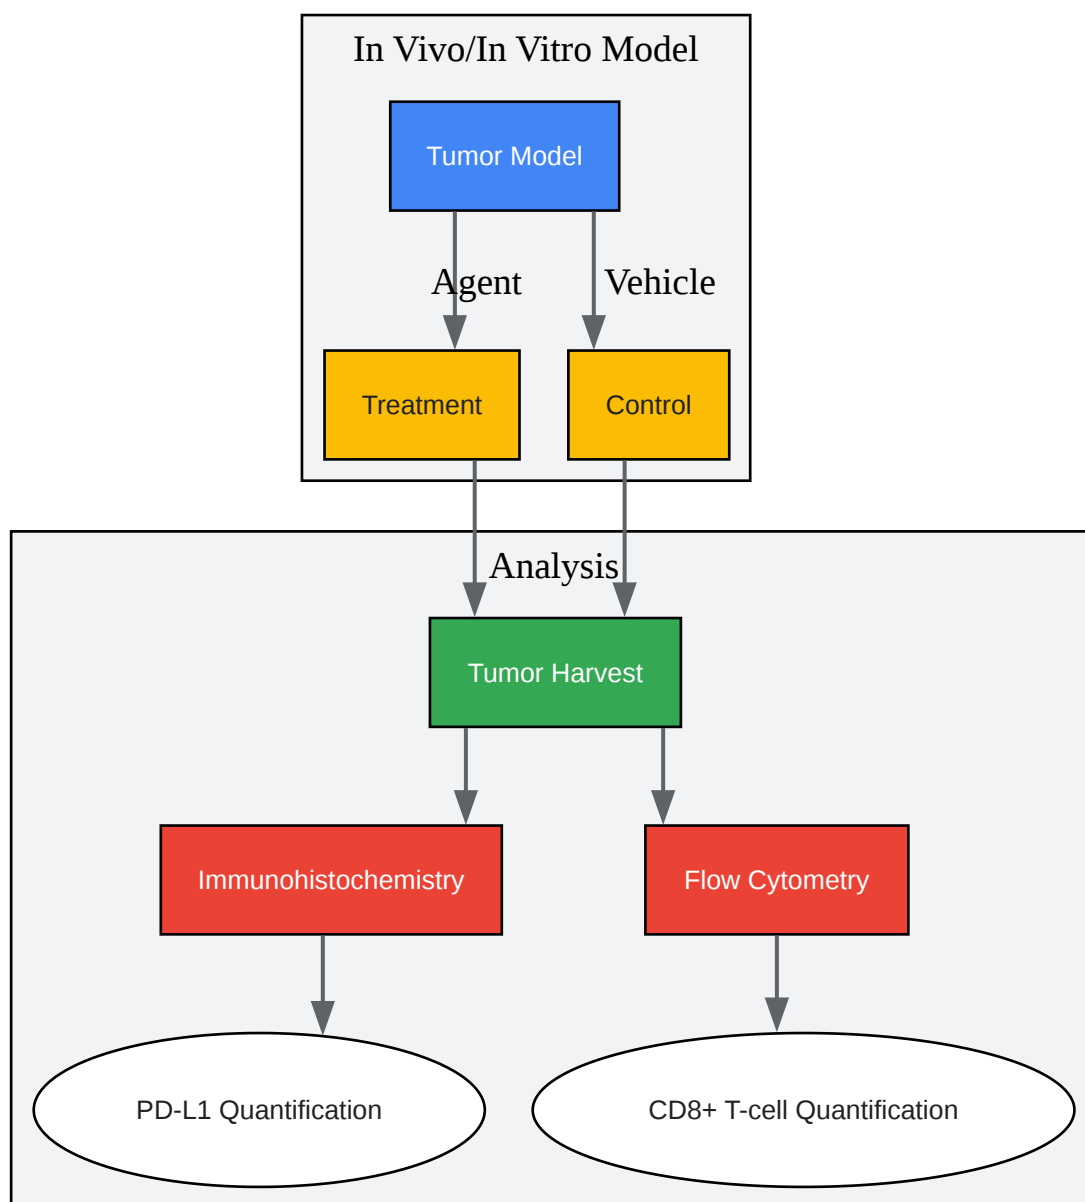 In Vivo/In Vitro Model
Tumor Model
Agent
Vehicle
Treatment
Control
Analysis
Tumor Harvest
Immunohistochemistry
Flow Cytometry
PD-L1 Quantification
CD8+ T-cell Quantification